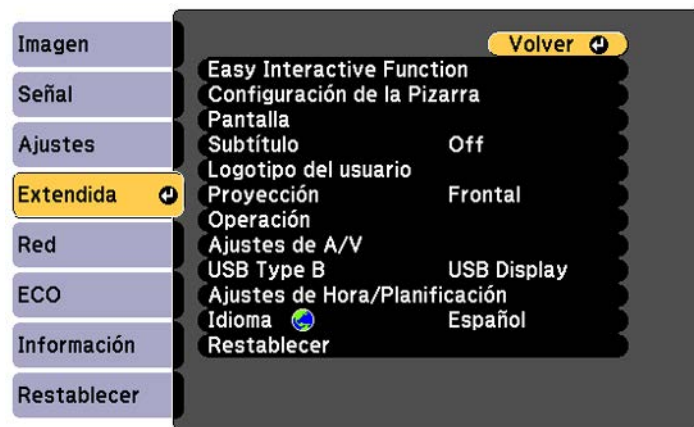 Imagen
Señal
Ajustes
Extendida
Red
ECO
Información
Restablecer
Volver
Easy Interactive Function
Configuración de la Pizarra
Pantalla
Subtítulo Off
Logotipo del usuario
Proyección Frontal
Operación
Ajustes de A/V
USB Type B USB Display
Ajustes de Hora/Planificación
Idioma Español
Restablecer